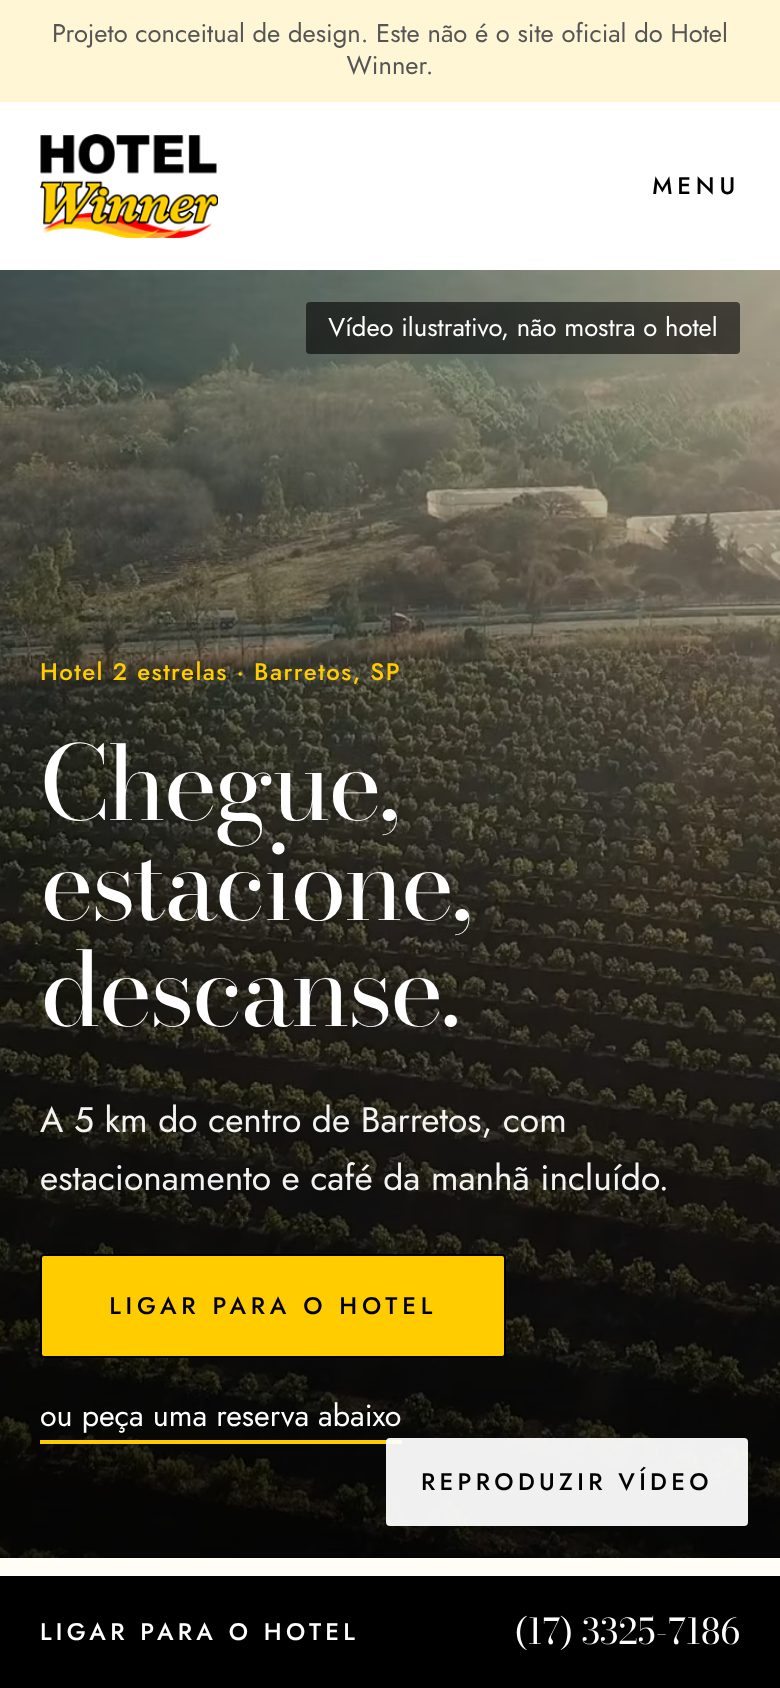 Projeto conceitual de design. Este não é o site oficial do Hotel
Winner.
HOTEL
Winner
MENU
Vídeo ilustrativo, não mostra o hotel
Hotel 2 estrelas · Barretos, SP
Chegue,
estacione,
descanse.
A 5 km do centro de Barretos, com
estacionamento e café da manhã incluído.
LIGAR PARA O HOTEL
ou peça uma reserva abaixo
REPRODUZIR VÍDEO
LIGAR PARA O HOTEL
(17) 3325-7186